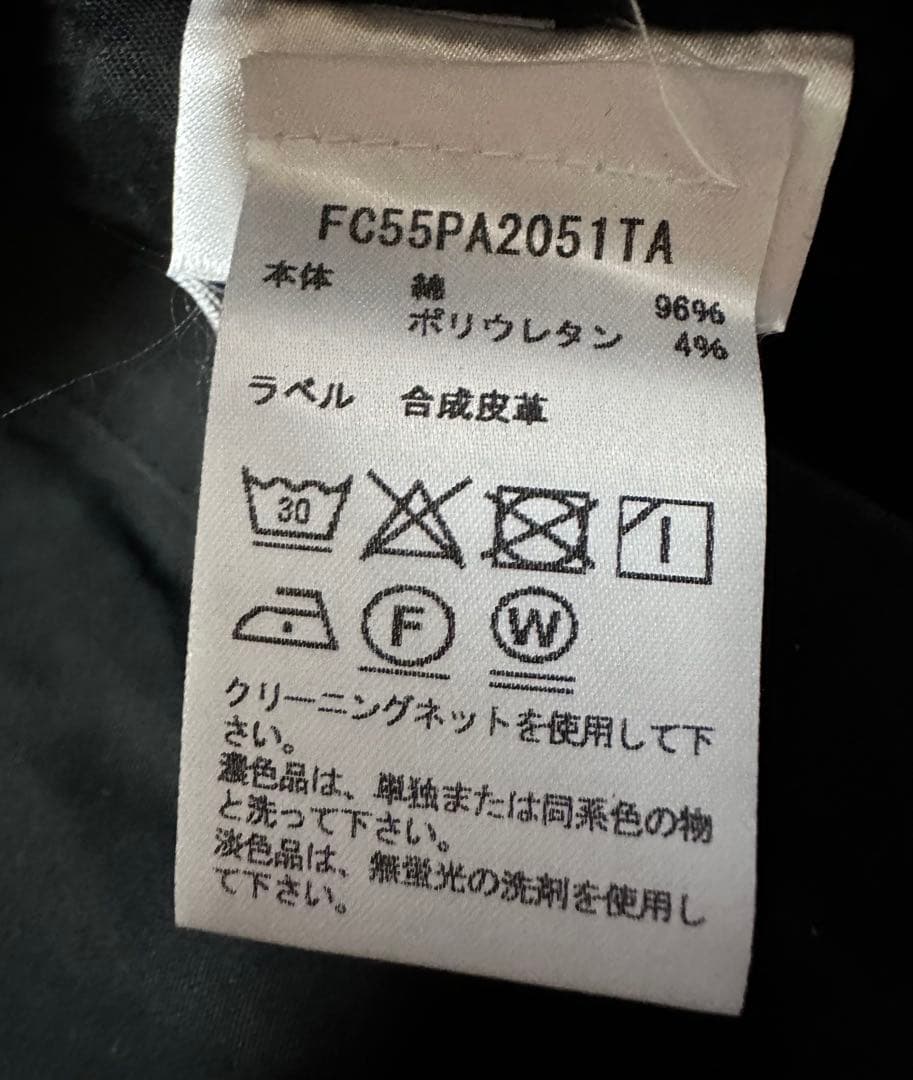 FC55PA2051TA
本体 綿 96%
ポリウレタン 4%
ラベル 合成皮革
30
F W
クリーニングネットを使用して下
さい。
濃色品は、単独または同系色の物
と洗って下さい。
淡色品は、無蛍光の洗剤を使用し
て下さい。